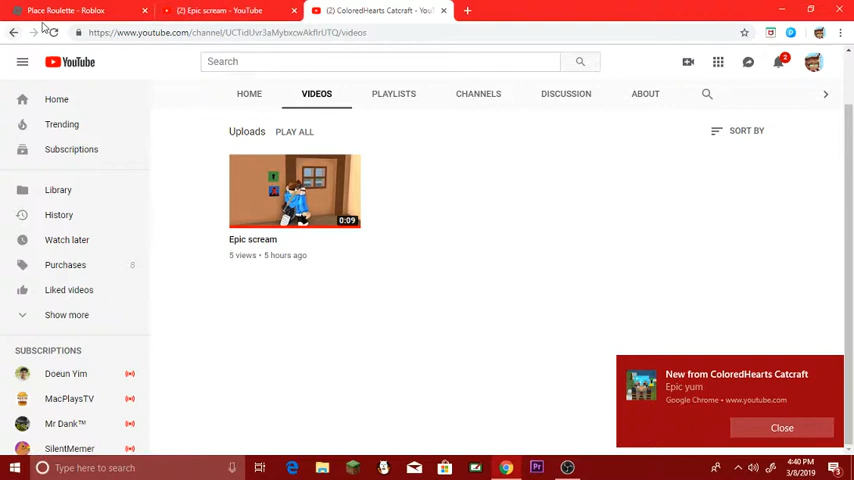 Place Roulette - Roblox
(2) Epic scream - YouTube
(2) ColoredHearts Catcraft - YouT
https://www.youtube.com/channel/UCTidUvr3aMybxcwAkflrUTQ/videos
YouTube
Search
2
HOME
VIDEOS
PLAYLISTS
CHANNELS
DISCUSSION
ABOUT
Home
Trending
Subscriptions
Library
History
Watch later
Purchases 8
Liked videos
Show more
SUBSCRIPTIONS
Doeun Yim
MacPlaysTV
Mr Dank™
SilentMemer
Uploads PLAY ALL
SORT BY
0:09
Epic scream
5 views • 5 hours ago
New from ColoredHearts Catcraft
Epic yum
Google Chrome • www.youtube.com
Close
Type here to search
Pr
4:40 PM
3/8/2019
3